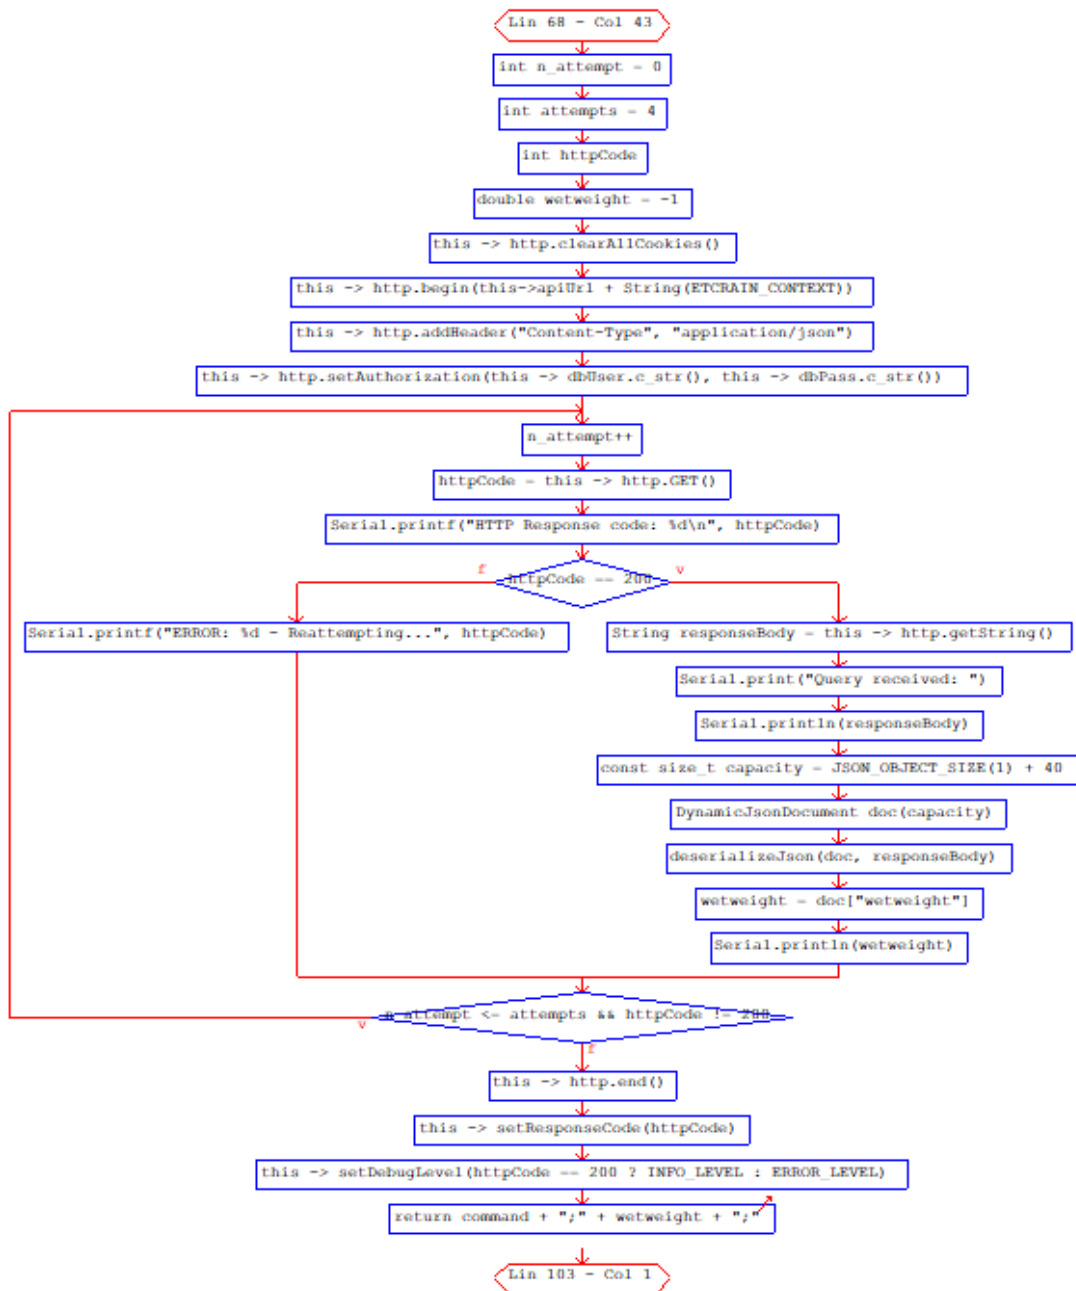 Lin 68 - Col 43
int n_attempt = 0
int attempts = 4
int httpCode
double wetweight = -1
this -> http.clearAllCookies()
this -> http.begin(this->apiUrl + String(ETCRAIN_CONTEXT))
this -> http.addHeader("Content-Type", "application/json")
this -> http.setAuthorization(this -> dbUser.c_str(), this -> dbPass.c_str())
n_attempt++
httpCode = this -> http.GET()
Serial.printf("HTTP Response code: %d\n", httpCode)
f
httpCode == 200
v
Serial.printf("ERROR: %d - Reattempting...", httpCode)
String responseBody = this -> http.getString()
Serial.print("Query received: ")
Serial.println(responseBody)
const size_t capacity = JSON_OBJECT_SIZE(1) + 40
DynamicJsonDocument doc(capacity)
deserializeJson(doc, responseBody)
wetweight = doc["wetweight"]
Serial.println(wetweight)
n_attempt <= attempts && httpCode != 200
v
f
this -> http.end()
this -> setResponseCode(httpCode)
this -> setDebugLevel(httpCode == 200 ? INFO_LEVEL : ERROR_LEVEL)
return command + ";" + wetweight + ";"
Lin 103 - Col 1